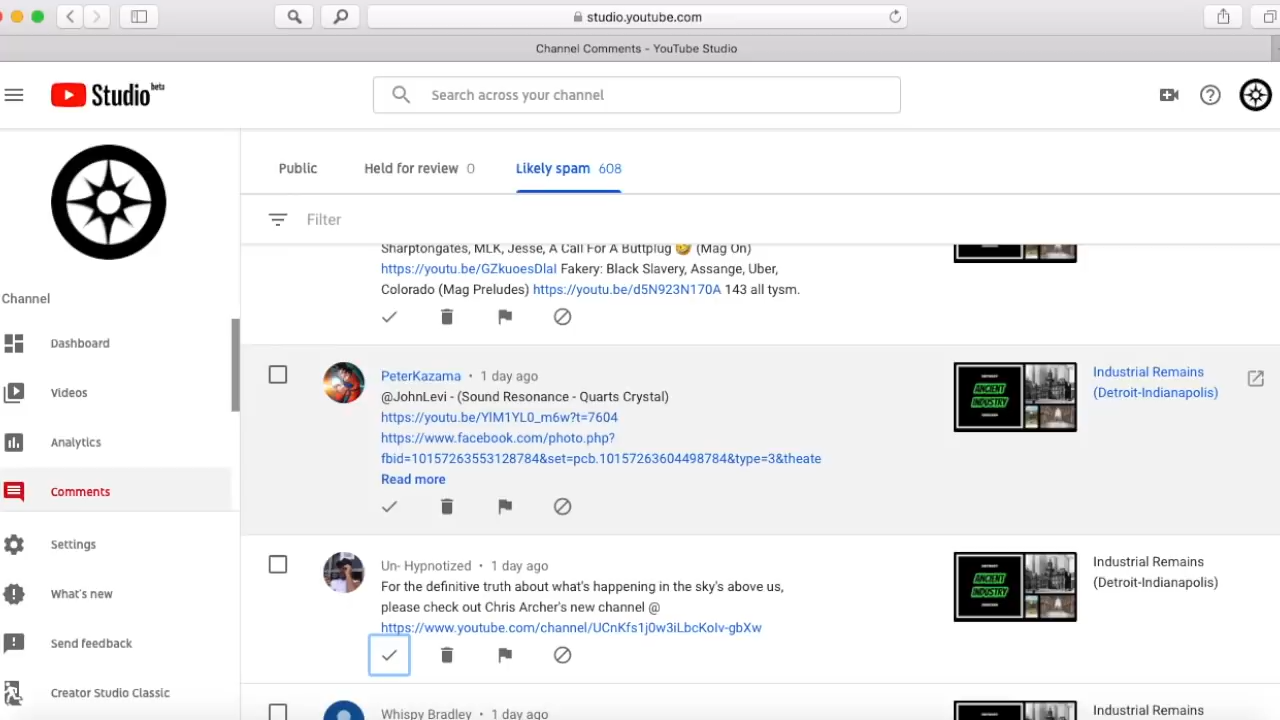 studio.youtube.com
Channel Comments - YouTube Studio
Studio beta
Search across your channel
Public
Held for review 0
Likely spam 608
Filter
Sharptongates, MLK, Jesse, A Call For A Buttplug 🤣 (Mag On)
https://youtu.be/GZkuoesDlaI Fakery: Black Slavery, Assange, Uber,
Colorado (Mag Preludes) https://youtu.be/d5N923N170A 143 all tysm.
Channel
Dashboard
Videos
Analytics
Comments
Settings
What's new
Send feedback
Creator Studio Classic
PeterKazama • 1 day ago
@JohnLevi - (Sound Resonance - Quarts Crystal)
https://youtu.be/YlM1YL0_m6w?t=7604
https://www.facebook.com/photo.php?
fbid=10157263553128784&set=pcb.10157263604498784&type=3&theate
Read more
ANCIENT
INDUSTRY
Industrial Remains
(Detroit-Indianapolis)
Un- Hypnotized • 1 day ago
For the definitive truth about what's happening in the sky's above us,
please check out Chris Archer's new channel @
https://www.youtube.com/channel/UCnKfs1j0w3iLbcKoIv-gbXw
ANCIENT
INDUSTRY
Industrial Remains
(Detroit-Indianapolis)
Whispy Bradley • 1 day ago
Industrial Remains